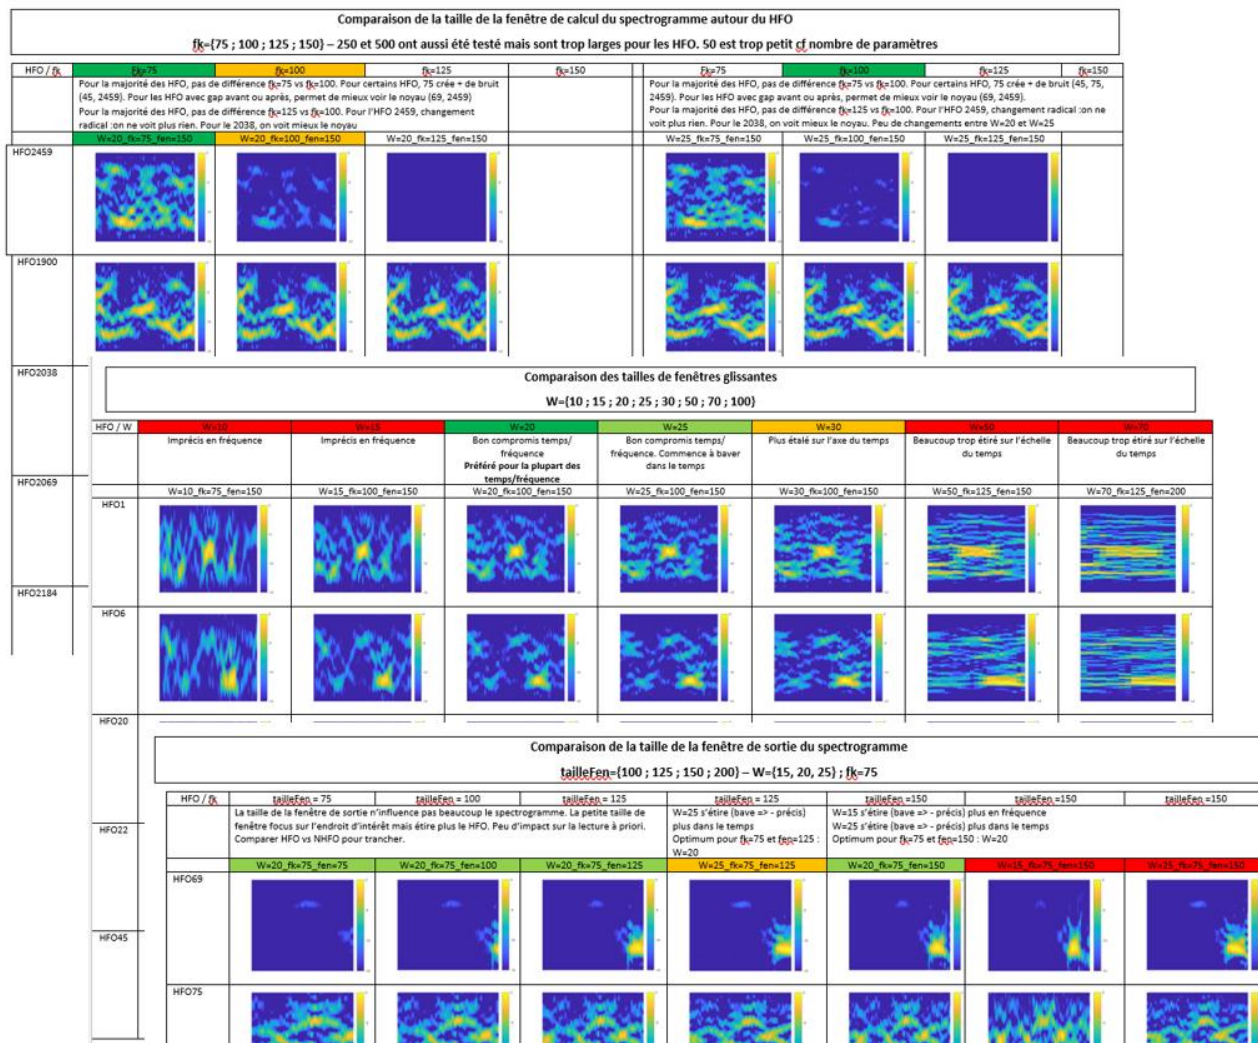 Comparaison de la taille de la fenêtre de calcul du spectrogramme autour du HFO
fk={75 ; 100 ; 125 ; 150} – 250 et 500 ont aussi été testé mais sont trop larges pour les HFO. 50 est trop petit cf nombre de paramètres
HFO / fk Fk=75 fk=100 fk=125 fk=150 Fk=75 fk=100 fk=125 fk=150
Pour la majorité des HFO, pas de différence fk=75 vs fk=100. Pour certains HFO, 75 crée + de bruit
(45, 2459). Pour les HFO avec gap avant ou après, permet de mieux voir le noyau (69, 2459)
Pour la majorité des HFO, pas de différence fk=125 vs fk=100. Pour l'HFO 2459, changement
radical :on ne voit plus rien. Pour le 2038, on voit mieux le noyau
Pour la majorité des HFO, pas de différence fk=75 vs fk=100. Pour certains HFO, 75 crée + de bruit (45, 75,
2459). Pour les HFO avec gap avant ou après, permet de mieux voir le noyau (69, 2459).
Pour la majorité des HFO, pas de différence fk=125 vs fk=100. Pour l'HFO 2459, changement radical :on ne
voit plus rien. Pour le 2038, on voit mieux le noyau. Peu de changements entre W=20 et W=25
W=20_fk=75_fen=150 W=20_fk=100_fen=150 W=20_fk=125_fen=150 W=25_fk=75_fen=150 W=25_fk=100_fen=150 W=25_fk=125_fen=150
HFO2459
HFO1900
HFO2038
HFO2069
HFO2184
Comparaison des tailles de fenêtres glissantes
W={10 ; 15 ; 20 ; 25 ; 30 ; 50 ; 70 ; 100}
HFO / W W=10 W=15 W=20 W=25 W=30 W=50 W=70
Imprécis en fréquence
Imprécis en fréquence
Bon compromis temps/
fréquence
Préféré pour la plupart des
temps/fréquence
Bon compromis temps/
fréquence. Commence à baver
dans le temps
Plus étalé sur l'axe du temps
Beaucoup trop étiré sur l'échelle
du temps
Beaucoup trop étiré sur l'échelle
du temps
W=10_fk=75_fen=150 W=15_fk=100_fen=150 W=20_fk=100_fen=150 W=25_fk=100_fen=150 W=30_fk=100_fen=150 W=50_fk=125_fen=150 W=70_fk=125_fen=200
HFO1
HFO6
HFO20
HFO22
HFO45
Comparaison de la taille de la fenêtre de sortie du spectrogramme
tailleFen={100 ; 125 ; 150 ; 200} – W={15, 20, 25} ; fk=75
HFO / fk tailleFen = 75 tailleFen = 100 tailleFen = 125 tailleFen = 125 tailleFen =150 tailleFen =150 tailleFen =150
La taille de la fenêtre de sortie n'influence pas beaucoup le spectrogramme. La petite taille de
fenêtre focus sur l'endroit d'intérêt mais étire plus le HFO. Peu d'impact sur la lecture à priori.
Comparer HFO vs NHFO pour trancher.
W=25 s'étire (bave => - précis)
plus dans le temps
Optimum pour fk=75 et fen=125 :
W=20
W=15 s'étire (bave => - précis) plus en fréquence
W=25 s'étire (bave => - précis) plus dans le temps
Optimum pour fk=75 et fen=150 : W=20
W=20_fk=75_fen=75 W=20_fk=75_fen=100 W=20_fk=75_fen=125 W=25_fk=75_fen=125 W=20_fk=75_fen=150 W=15_fk=75_fen=150 W=25_fk=75_fen=150
HFO69
HFO75